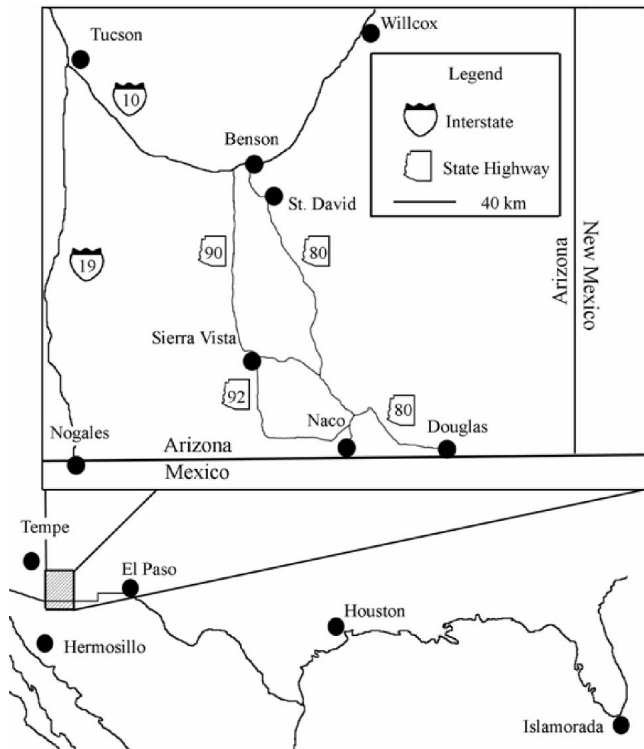 Tucson
Willcox
Legend
10
Interstate
Benson
State Highway
St. David
40 km
90
80
19
Arizona
New Mexico
Sierra Vista
92
Naco
80
Douglas
Nogales
Arizona
Mexico
Tempe
El Paso
Houston
Hermosillo
Islamorada